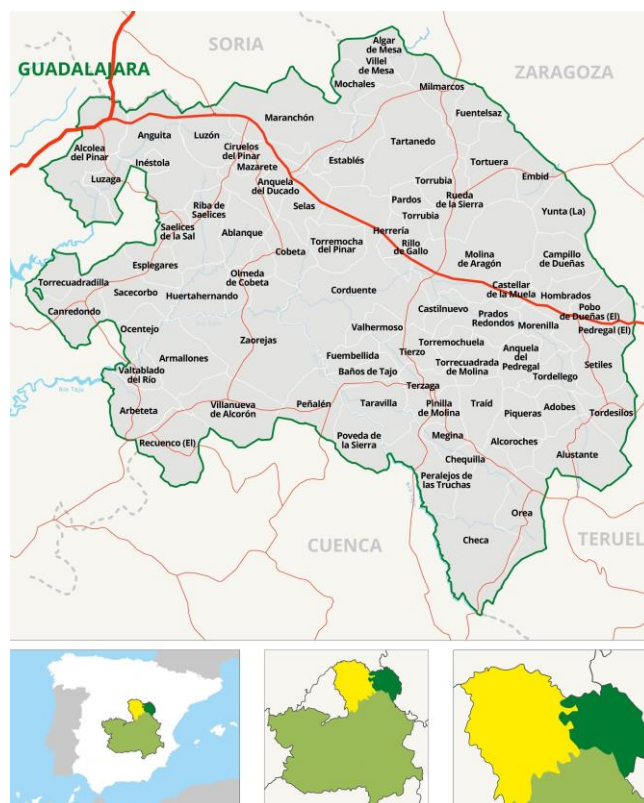 SORIA
ZARAGOZA
GUADALAJARA
Algar
de Mesa
Villel
de Mesa
Mochales
Milmarcos
Fuentelsaz
Maranchón
Anguita
Luzón
Alcolea
del Pinar
Ciruelos
del Pinar
Mazarete
Inéstola
Luzaga
Tartanedo
Establés
Tortuera
Embid
Anquela
del Ducado
Selas
Torrubia
Pardos
Rueda
de la Sierra
Torrubia
Yunta (La)
Riba de
Saelices
Saelices
de la Sal
Ablanque
Herrería
Torremocha
del Pinar
Rillo
de Gallo
Cobeta
Molina
de Aragón
Campillo
de Dueñas
Esplegares
Olmeda
de Cobeta
Torrecuadradilla
Sacecorbo
Huertahernando
Corduente
Castellar
de la Muela
Hombrados
Canredondo
Castilnuevo
Prados
Redondos
Pobo
de Dueñas (El)
Morenilla
Pedregal (El)
Ocentejo
Valhermoso
Zaorejas
Torremochuela
Tierzo
Anquela
del
Pedregal
Armallones
Fuembellida
Baños de Tajo
Torrecuadrada
de Molina
Setiles
Valtablado
del Río
Tordellego
Terzaga
Río Tajo
Arbeteta
Villanueva
de Alcorón
Peñalén
Taravilla
Pinilla
de Molina
Traíd
Piqueras
Adobes
Tordesilos
Recuenco (El)
Poveda de
la Sierra
Megina
Alcoroches
Alustante
Chequilla
Peralejos de
las Truchas
Orea
Checa
CUENCA
TERUEL